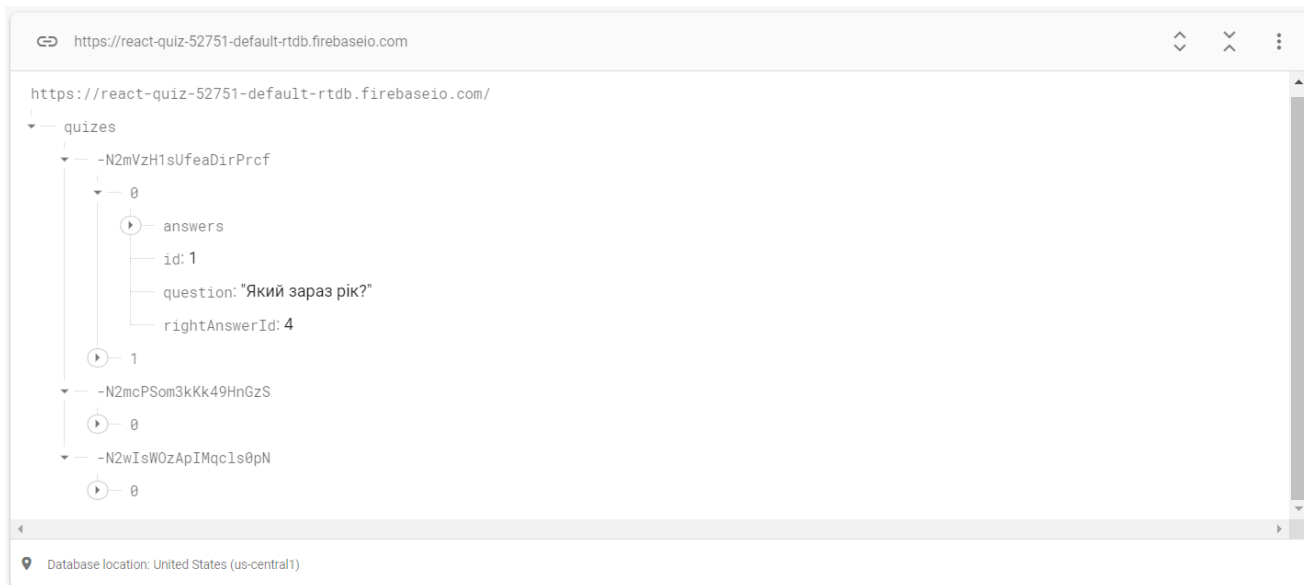 https://react-quiz-52751-default-rtdb.firebaseio.com
https://react-quiz-52751-default-rtdb.firebaseio.com/
quizes
-N2mVzH1sUfeaDirPrcf
0
answers
id: 1
question: "Який зараз рік?"
rightAnswerId: 4
1
-N2mcPSom3kKk49HnGzS
0
-N2wIsWOzApIMqcls0pN
0
Database location: United States (us-central1)